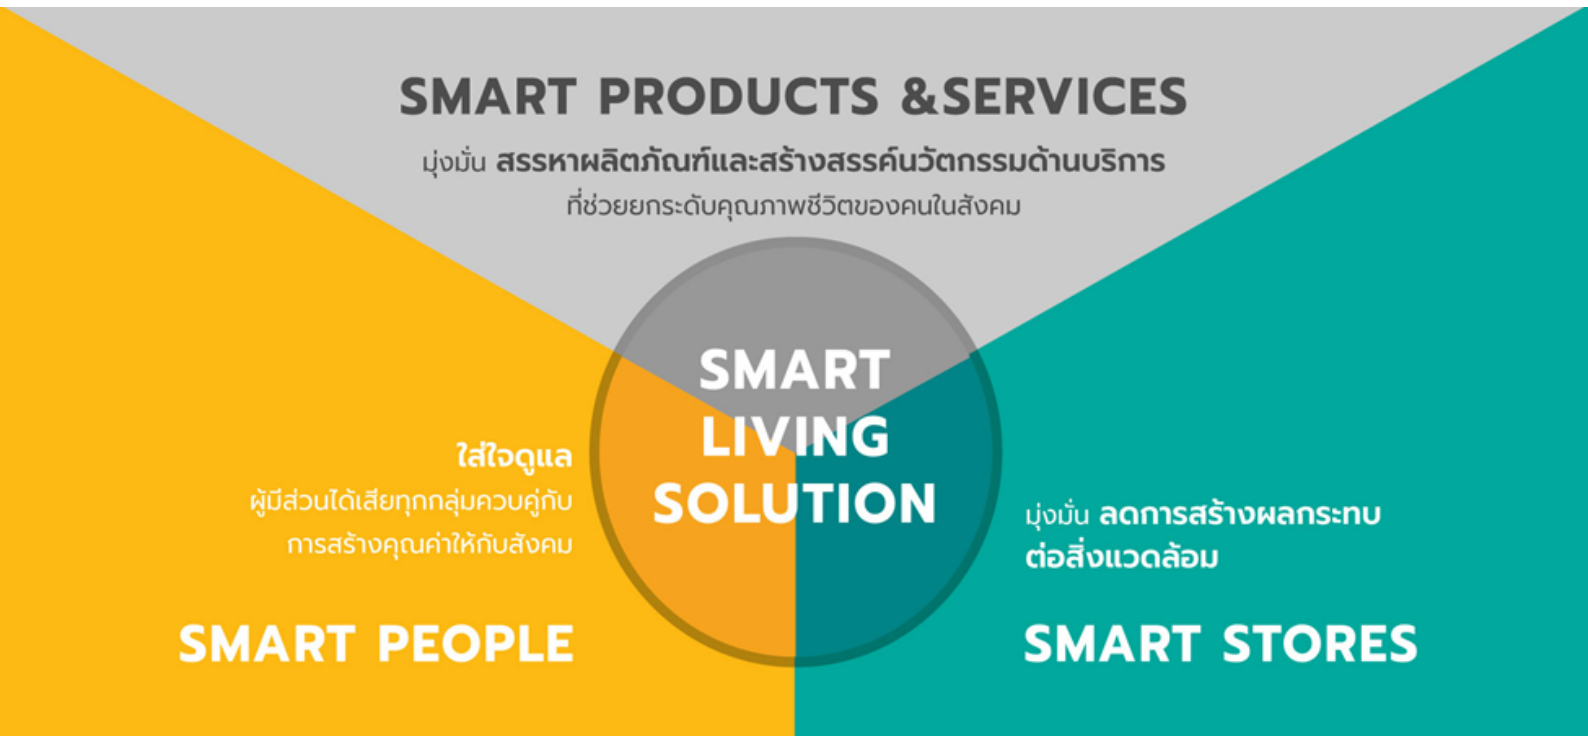 SMART PRODUCTS &SERVICES
มุ่งมั่น สรรหาผลิตภัณฑ์และสร้างสรรค์นวัตกรรมด้านบริการ
ที่ช่วยยกระดับคุณภาพชีวิตของคนในสังคม
SMART
LIVING
SOLUTION
ใส่ใจดูแล
ผู้มีส่วนได้เสียทุกกลุ่มควบคู่กับ
การสร้างคุณค่าให้กับสังคม
SMART PEOPLE
มุ่งมั่น ลดการสร้างผลกระทบ
ต่อสิ่งแวดล้อม
SMART STORES